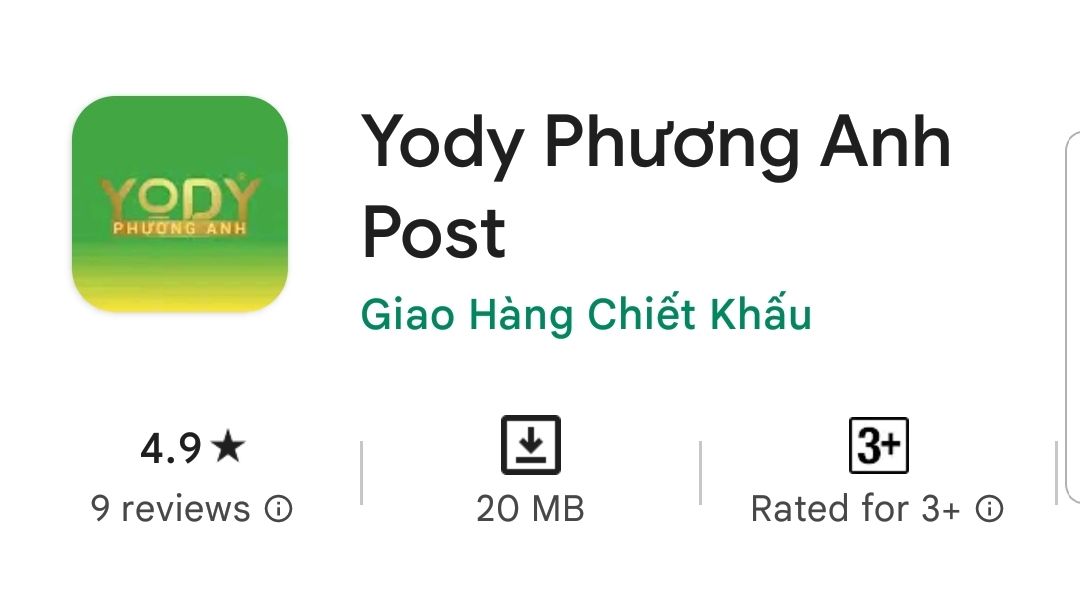 YODY
PHƯƠNG ANH
Yody Phương Anh
Post
Giao Hàng Chiết Khấu
4.9★
9 reviews
20 MB
3+
Rated for 3+